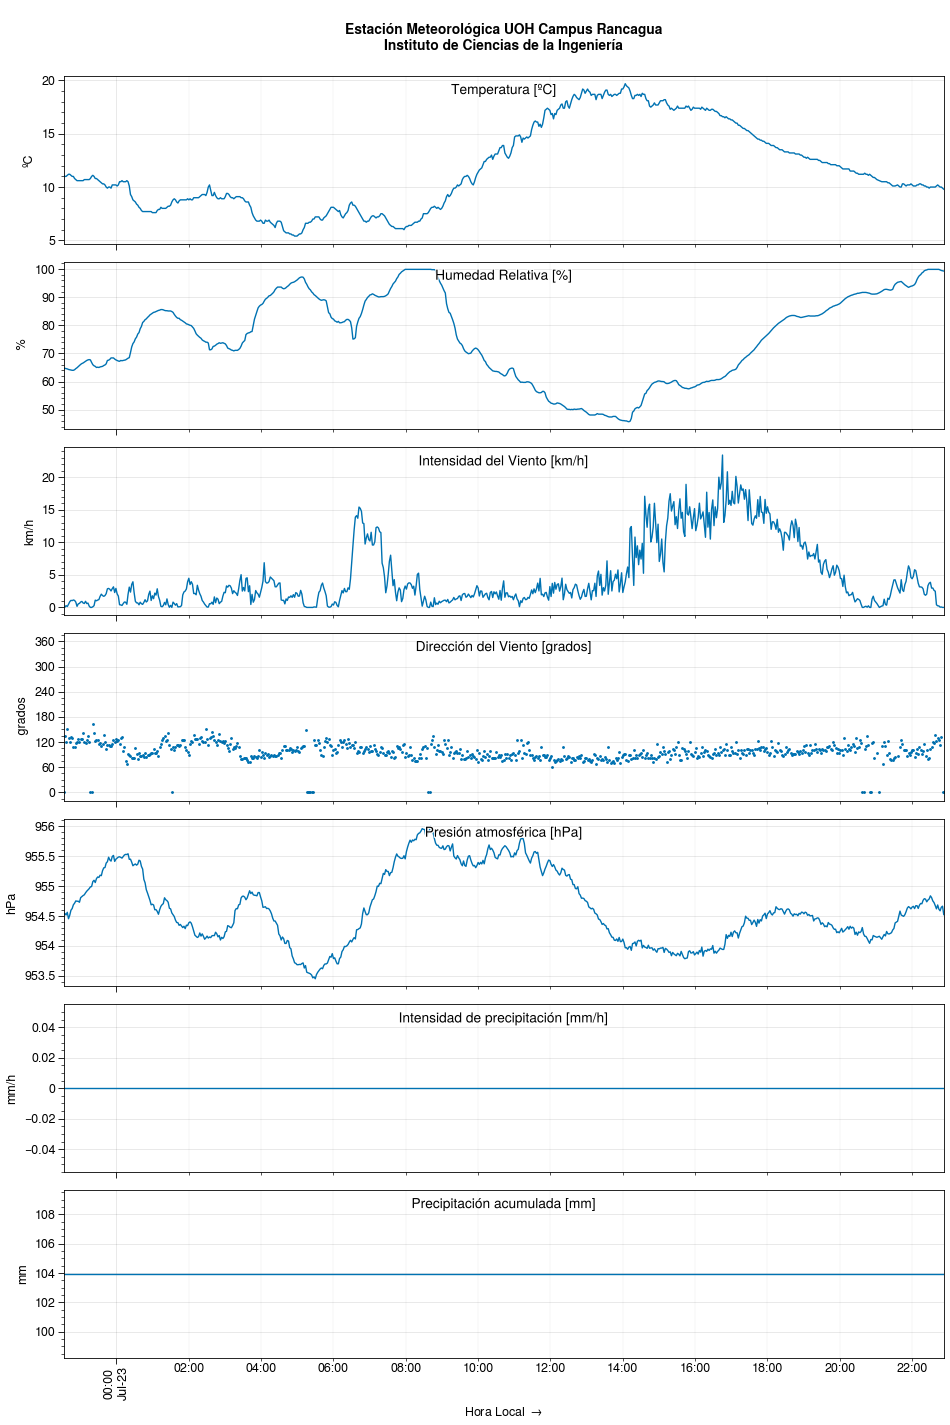 Estación Meteorológica UOH Campus Rancagua
Instituto de Ciencias de la Ingeniería
Temperatura [ºC]
ºC
20
15
10
5
Humedad Relativa [%]
%
100
90
80
70
60
50
Intensidad del Viento [km/h]
km/h
20
15
10
5
0
Dirección del Viento [grados]
grados
360
300
240
180
120
60
0
Presión atmosférica [hPa]
hPa
956
955.5
955
954.5
954
953.5
Intensidad de precipitación [mm/h]
mm/h
0.04
0.02
0
−0.02
−0.04
Precipitación acumulada [mm]
mm
108
106
104
102
100
00:00
Jul-23
02:00 04:00 06:00 08:00 10:00 12:00 14:00 16:00 18:00 20:00 22:00
Hora Local →